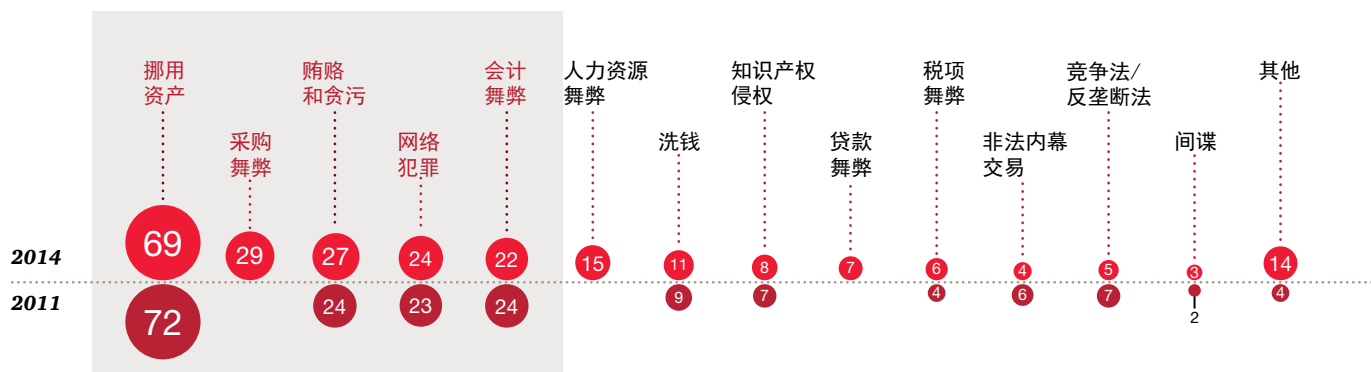 挪用
资产
采购
舞弊
贿赂
和贪污
网络
犯罪
会计
舞弊
人力资源
舞弊
洗钱
知识产权
侵权
贷款
舞弊
税项
舞弊
非法内幕
交易
竞争法/
反垄断法
间谍
其他
2014
69
29
27
24
22
15
11
8
7
6
4
5
3
14
2011
72
24
23
24
9
7
4
6
7
2
4